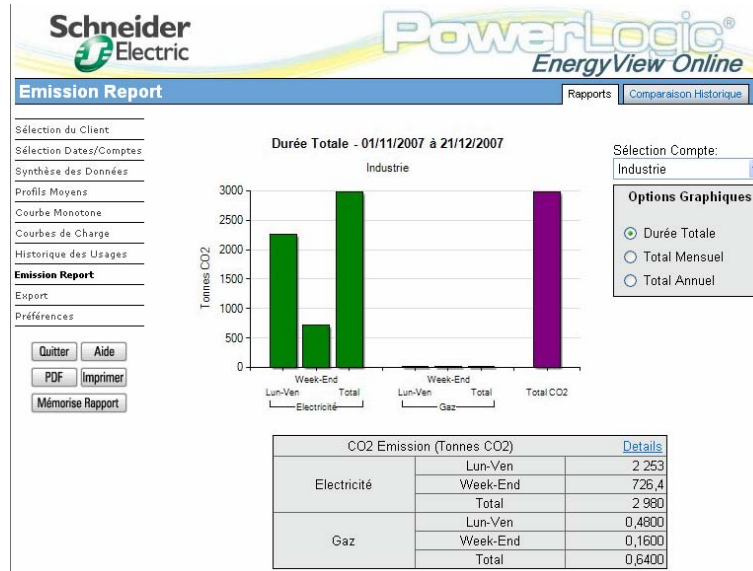 Schneider
Electric
PowerLogic®
EnergyView Online
Emission Report
Rapports
Comparaison Historique
Sélection du Client
Sélection Dates/Comptes
Synthèse des Données
Profils Moyens
Courbe Monotone
Courbes de Charge
Historique des Usages
Emission Report
Export
Préférences
Quitter
Aide
PDF
Imprimer
Mémorise Rapport
Durée Totale - 01/11/2007 à 21/12/2007
Industrie
Tonnes CO2
3000
2500
2000
1500
1000
500
0
Week-End
Week-End
Lun-Ven Total
Lun-Ven Total
Total CO2
Electricité
Gaz
Sélection Compte:
Industrie
Options Graphiques
Durée Totale
Total Mensuel
Total Annuel
CO2 Emission (Tonnes CO2) Details
Electricité
Lun-Ven 2 253
Week-End 726,4
Total 2 980
Gaz
Lun-Ven 0,4800
Week-End 0,1600
Total 0,6400